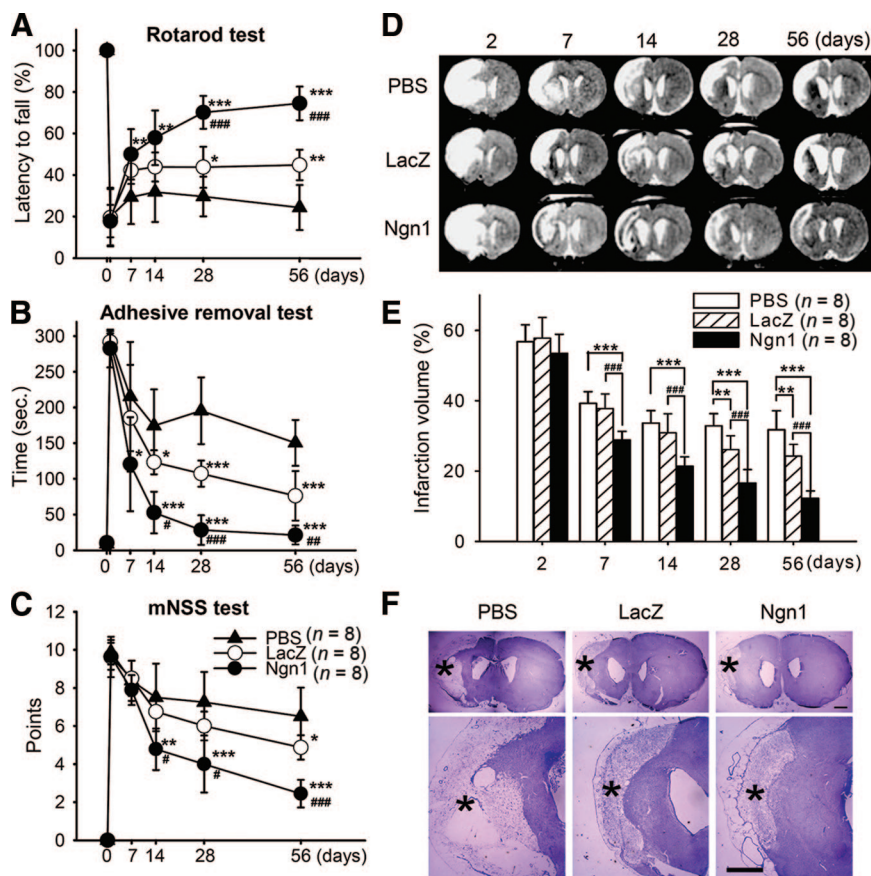 A
Rotarod test
Latency to fall (%)
100
80
60
40
20
0
** ** *** ***
### ###
* **
0 7 14 28 56 (days)
B
Adhesive removal test
Time (sec.)
300
250
200
150
100
50
0
* * *** ***
*** *** ***
# ### ##
0 7 14 28 56 (days)
C
mNSS test
Points
12
10
8
6
4
2
0
PBS (n = 8)
LacZ (n = 8)
Ngn1 (n = 8)
** *** *
# # ***
###
0 7 14 28 56 (days)
D
2 7 14 28 56 (days)
PBS
LacZ
Ngn1
E
Infarction volume (%)
60
40
20
0
PBS (n = 8)
LacZ (n = 8)
Ngn1 (n = 8)
*** *** *** ***
** **
### ### ### ###
2 7 14 28 56 (days)
F
PBS LacZ Ngn1
* * *
* * *